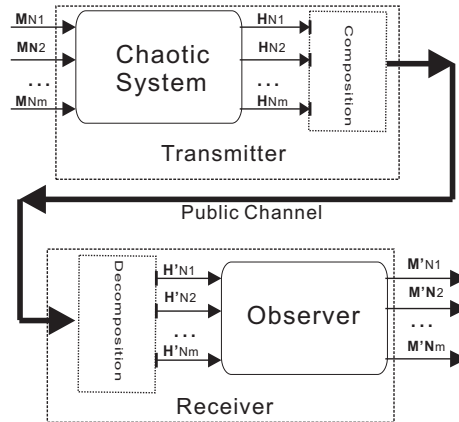 MN1
MN2
...
MNm
Chaotic
System
HN1
HN2
...
HNm
Composition
Transmitter
Public Channel
Decomposition
H'N1
H'N2
...
H'Nm
Observer
M'N1
M'N2
...
M'Nm
Receiver